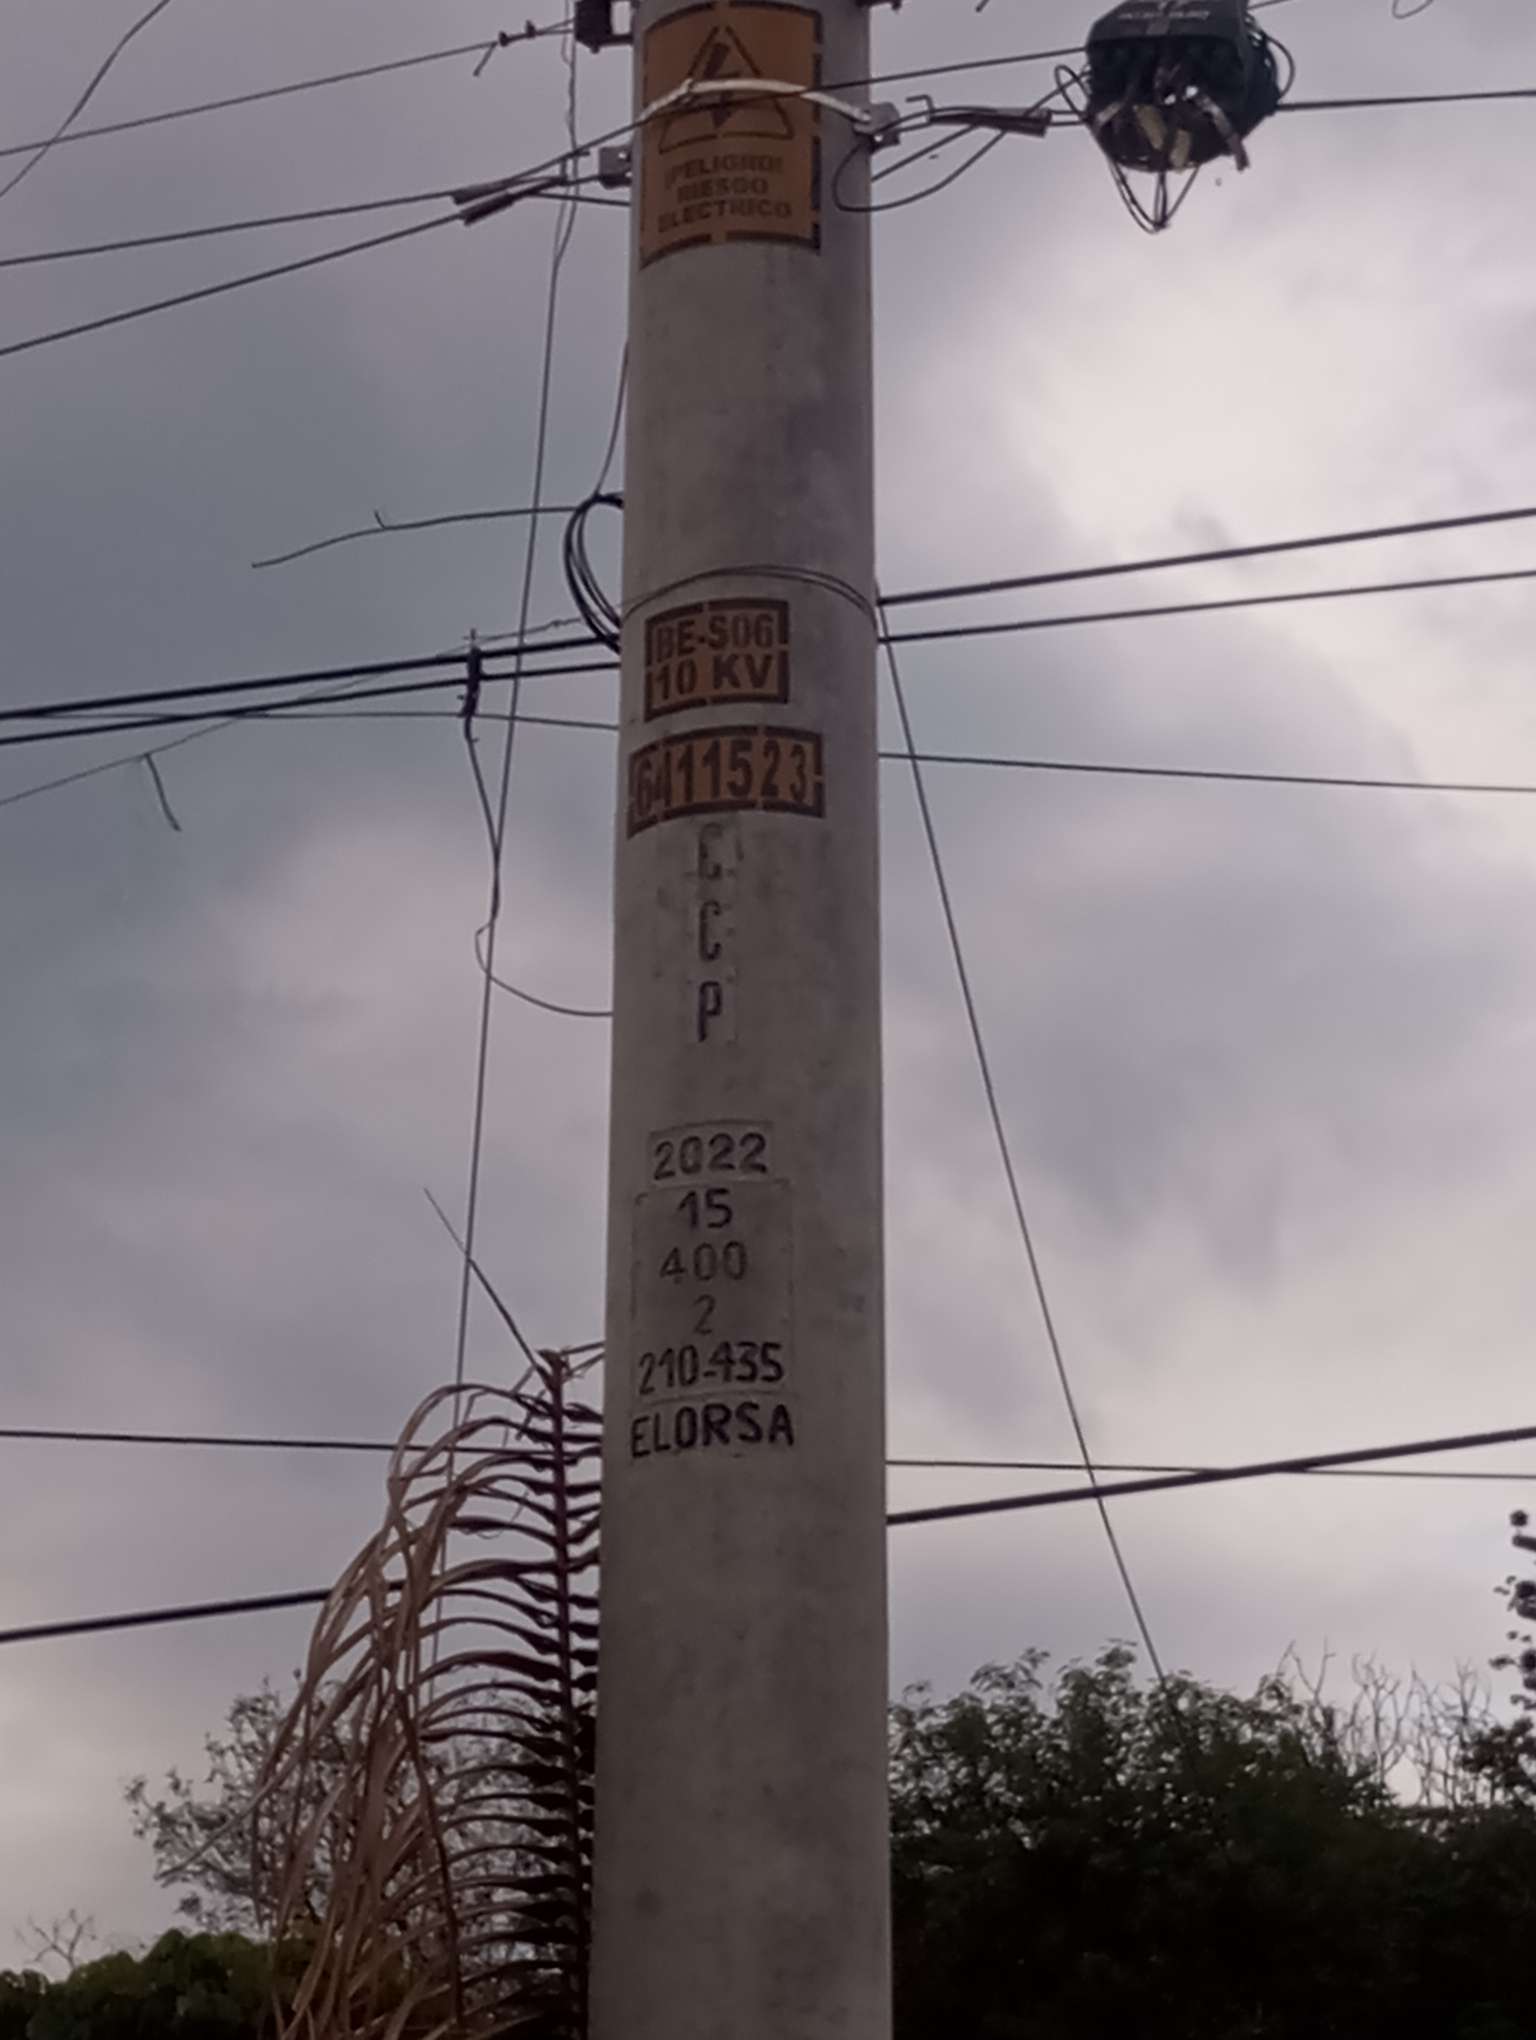 ¡PELIGRO!
RIESGO
ELECTRICO
BE-S06
10 KV
6411523
C
C
P
2022
15
400
2
210-435
ELORSA